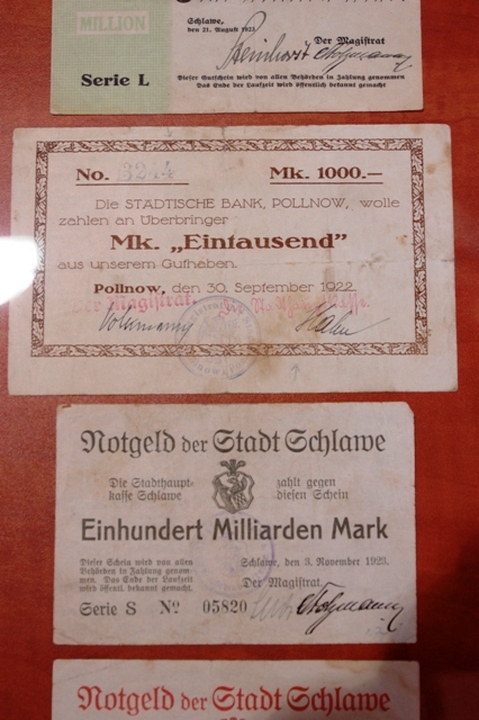 MILLION
Schlawe,
den 21. August 1923
Der Magistrat
Serie L
Dieser Gutschein wird von allen Behörden in Zahlung genommen
Das Ende der Laufzeit wird öffentlich bekannt gemacht
No. 3244 Mk. 1000.—
Die STÄDTISCHE BANK, POLLNOW, wolle
zahlen an Überbringer
Mk. „Eintausend”
aus unserem Guthaben.
Pollnow, den 30. September 1922.
Der Magistrat.
Notgeld der Stadt Schlawe
Die Stadthaupt- zahlt gegen
kasse Schlawe diesen Schein
Einhundert Milliarden Mark
Dieser Schein wird von allen
Behörden in Zahlung genom-
men. Das Ende der Laufzeit
wird öffentl. bekannt gemacht.
Schlawe, den 3. November 1923.
Der Magistrat.
Serie S № 05820
Notgeld der Stadt Schlawe